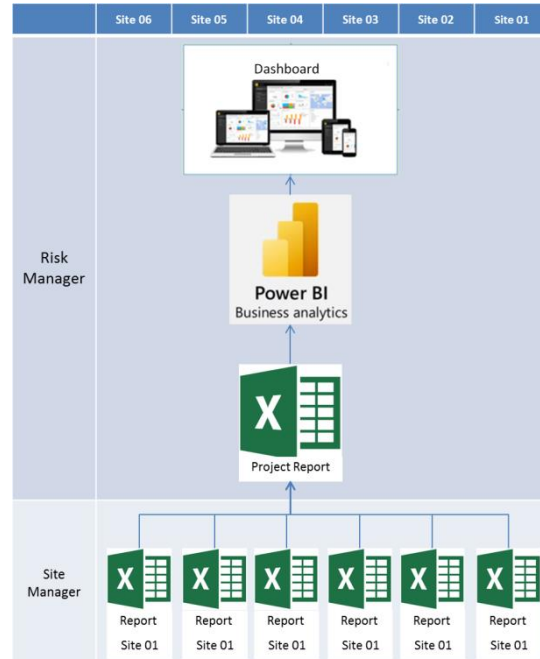 Site 06 Site 05 Site 04 Site 03 Site 02 Site 01
Dashboard
Risk
Manager
Power BI
Business analytics
X
Project Report
Site
Manager
X X X X X X
Report Report Report Report Report Report
Site 01 Site 01 Site 01 Site 01 Site 01 Site 01